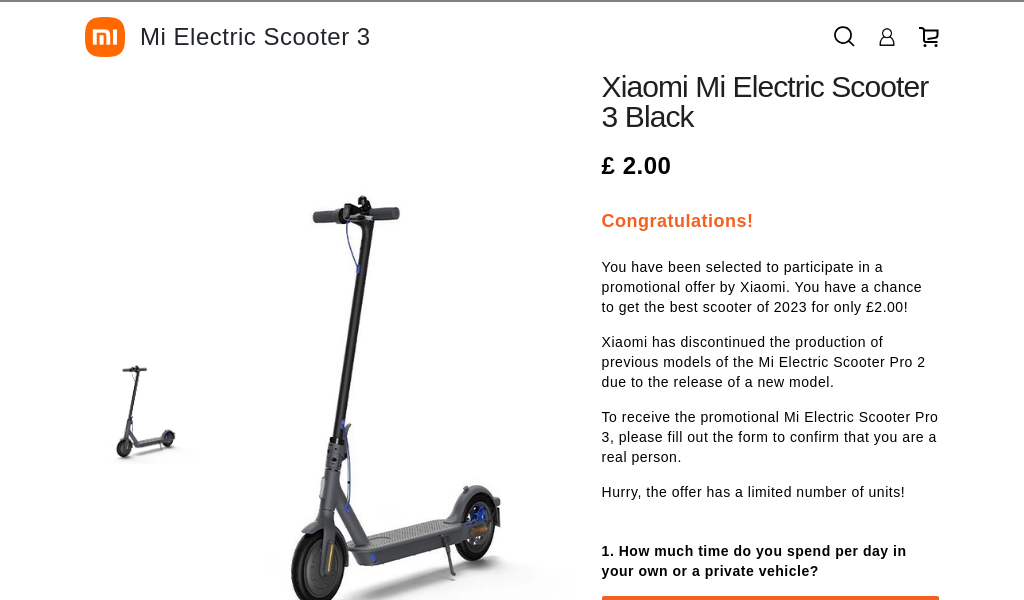 mi Mi Electric Scooter 3
Xiaomi Mi Electric Scooter
3 Black
£ 2.00
Congratulations!
You have been selected to participate in a
promotional offer by Xiaomi. You have a chance
to get the best scooter of 2023 for only £2.00!
Xiaomi has discontinued the production of
previous models of the Mi Electric Scooter Pro 2
due to the release of a new model.
To receive the promotional Mi Electric Scooter Pro
3, please fill out the form to confirm that you are a
real person.
Hurry, the offer has a limited number of units!
1. How much time do you spend per day in
your own or a private vehicle?